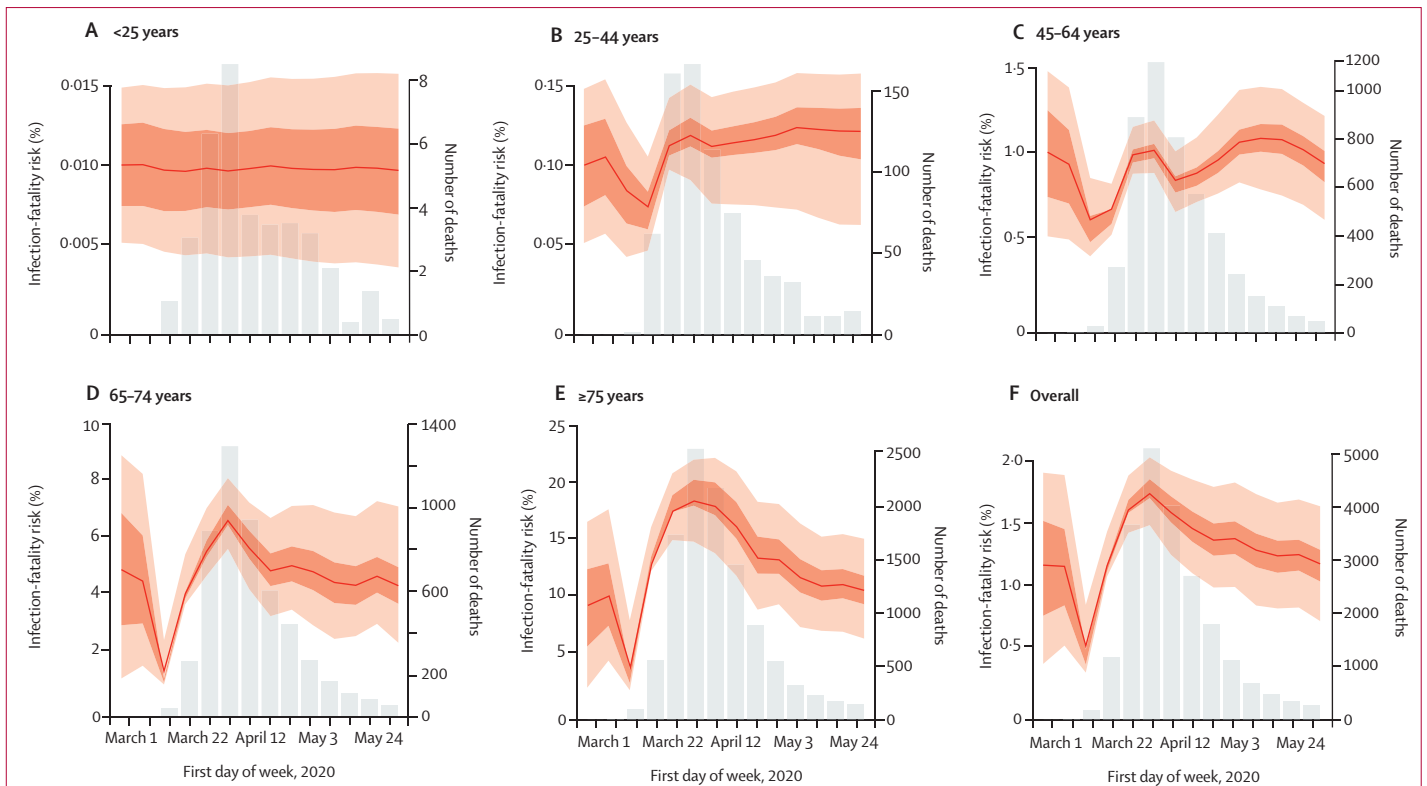 A <25 years
Infection-fatality risk (%)
0·015
0·010
0·005
0
8
6
4
2
0
Number of deaths
B 25–44 years
Infection-fatality risk (%)
0·15
0·10
0·05
0
150
100
50
0
Number of deaths
C 45–64 years
Infection-fatality risk (%)
1·5
1·0
0·5
0
1200
1000
800
600
400
200
0
Number of deaths
D 65–74 years
Infection-fatality risk (%)
10
8
6
4
2
0
1400
1000
600
200
0
Number of deaths
March 1 March 22 April 12 May 3 May 24
First day of week, 2020
E ≥75 years
Infection-fatality risk (%)
25
20
15
10
5
0
2500
2000
1500
1000
500
0
Number of deaths
March 1 March 22 April 12 May 3 May 24
First day of week, 2020
F Overall
Infection-fatality risk (%)
2·0
1·5
1·0
0·5
0
5000
4000
3000
2000
1000
0
Number of deaths
March 1 March 22 April 12 May 3 May 24
First day of week, 2020